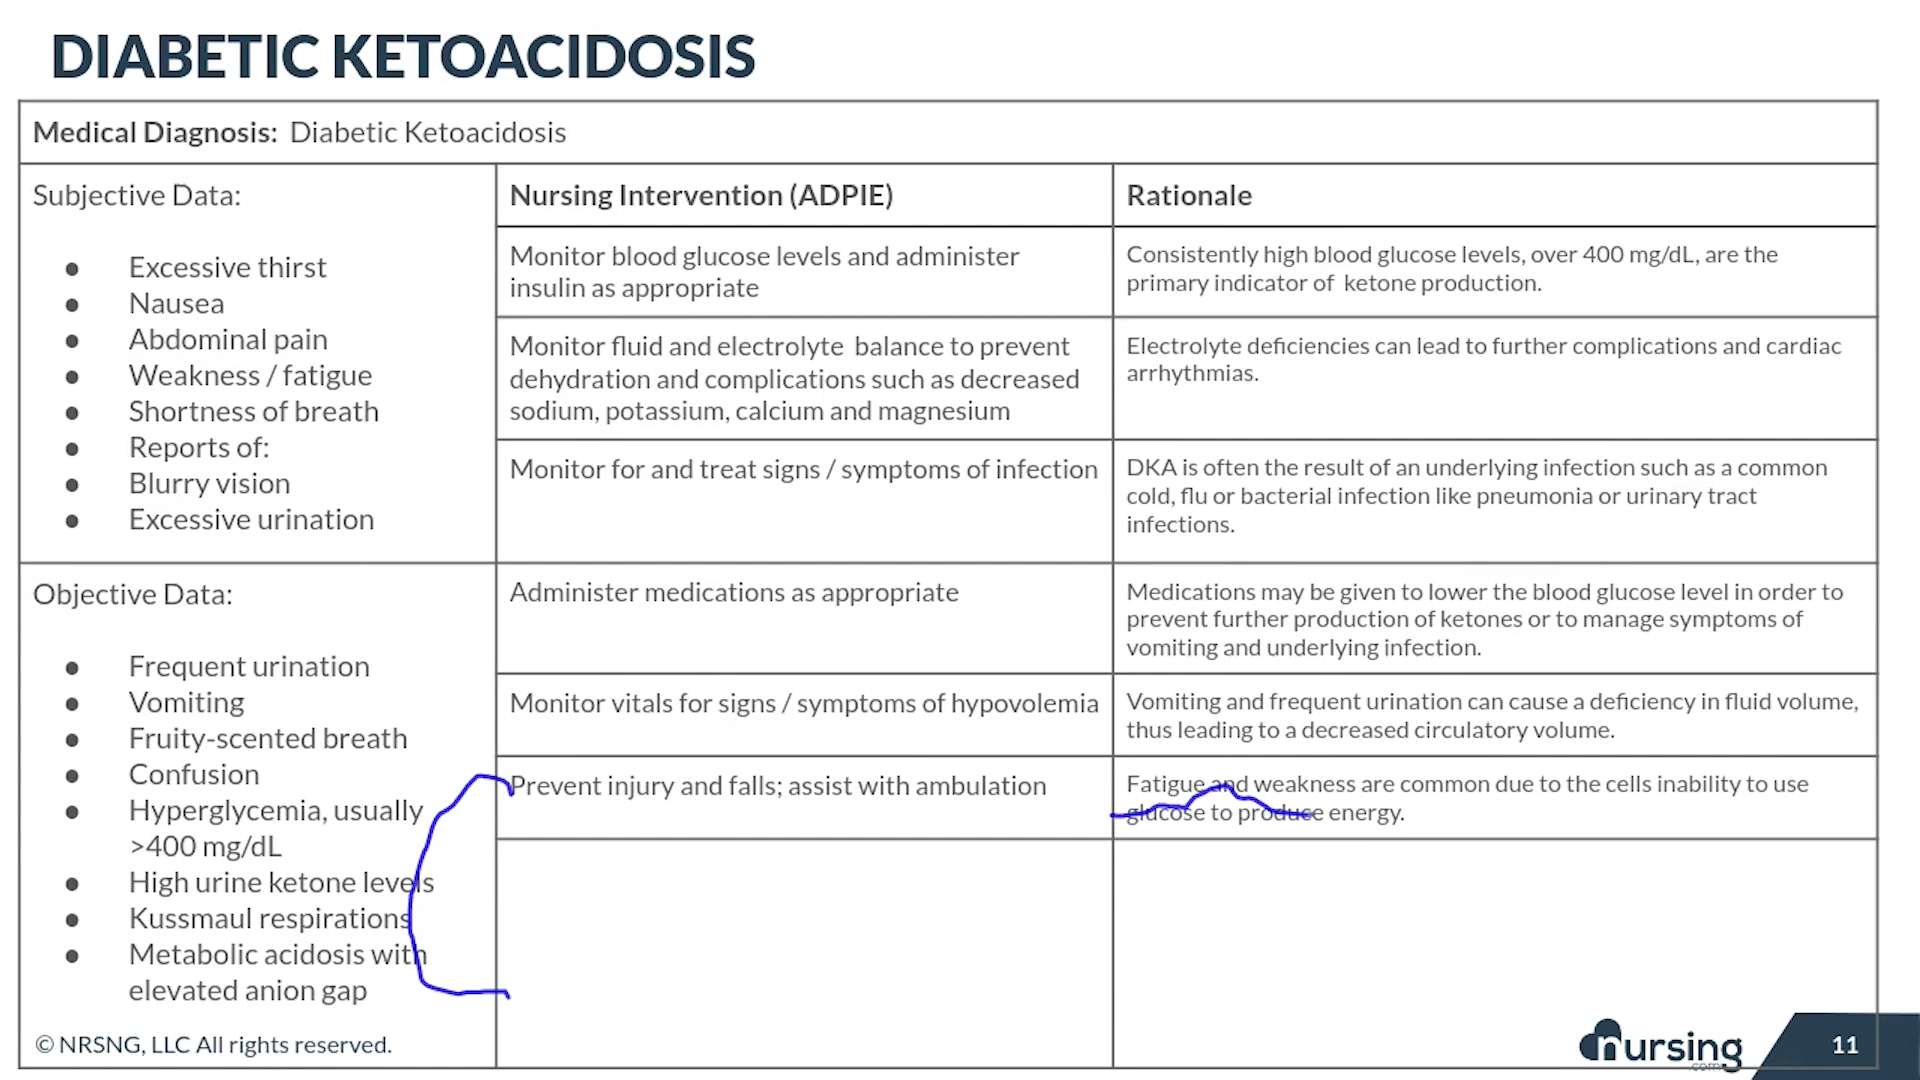 DIABETIC KETOACIDOSIS
Medical Diagnosis: Diabetic Ketoacidosis
Subjective Data:
● Excessive thirst
● Nausea
● Abdominal pain
● Weakness / fatigue
● Shortness of breath
● Reports of:
● Blurry vision
● Excessive urination
Objective Data:
● Frequent urination
● Vomiting
● Fruity-scented breath
● Confusion
● Hyperglycemia, usually
>400 mg/dL
● High urine ketone levels
● Kussmaul respirations
● Metabolic acidosis with
elevated anion gap
Nursing Intervention (ADPIE)
Rationale
Monitor blood glucose levels and administer
insulin as appropriate
Consistently high blood glucose levels, over 400 mg/dL, are the
primary indicator of ketone production.
Monitor fluid and electrolyte balance to prevent
dehydration and complications such as decreased
sodium, potassium, calcium and magnesium
Electrolyte deficiencies can lead to further complications and cardiac
arrhythmias.
Monitor for and treat signs / symptoms of infection
DKA is often the result of an underlying infection such as a common
cold, flu or bacterial infection like pneumonia or urinary tract
infections.
Administer medications as appropriate
Medications may be given to lower the blood glucose level in order to
prevent further production of ketones or to manage symptoms of
vomiting and underlying infection.
Monitor vitals for signs / symptoms of hypovolemia
Vomiting and frequent urination can cause a deficiency in fluid volume,
thus leading to a decreased circulatory volume.
Prevent injury and falls; assist with ambulation
Fatigue and weakness are common due to the cells inability to use
glucose to produce energy.
© NRSNG, LLC All rights reserved.
nursing
.com
11